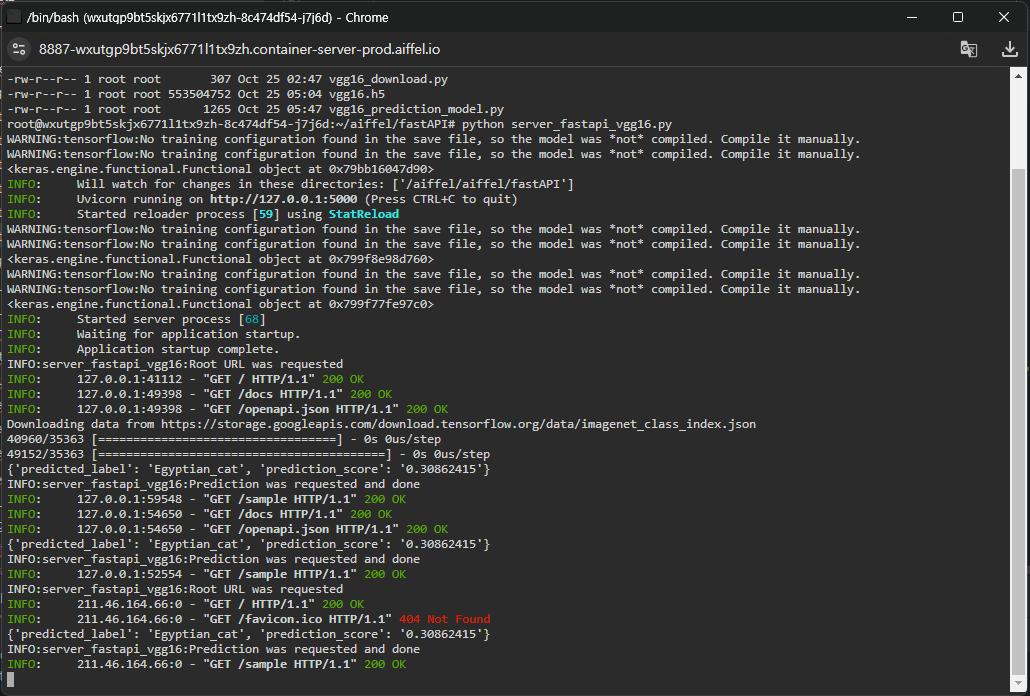 /bin/bash (wxutgp9bt5skjx6771l1tx9zh-8c474df54-j7j6d) - Chrome
8887-wxutgp9bt5skjx6771l1tx9zh.container-server-prod.aiffel.io
-rw-r--r-- 1 root root       307 Oct 25 02:47 vgg16_download.py
-rw-r--r-- 1 root root 553504752 Oct 25 05:04 vgg16.h5
-rw-r--r-- 1 root root      1265 Oct 25 05:47 vgg16_prediction_model.py
root@wxutgp9bt5skjx6771l1tx9zh-8c474df54-j7j6d:~/aiffel/fastAPI# python server_fastapi_vgg16.py
WARNING:tensorflow:No training configuration found in the save file, so the model was *not* compiled. Compile it manually.
WARNING:tensorflow:No training configuration found in the save file, so the model was *not* compiled. Compile it manually.
<keras.engine.functional.Functional object at 0x79bb16047d90>
INFO:     Will watch for changes in these directories: ['/aiffel/aiffel/fastAPI']
INFO:     Uvicorn running on http://127.0.0.1:5000 (Press CTRL+C to quit)
INFO:     Started reloader process [59] using StatReload
WARNING:tensorflow:No training configuration found in the save file, so the model was *not* compiled. Compile it manually.
WARNING:tensorflow:No training configuration found in the save file, so the model was *not* compiled. Compile it manually.
<keras.engine.functional.Functional object at 0x799f8e98d760>
WARNING:tensorflow:No training configuration found in the save file, so the model was *not* compiled. Compile it manually.
WARNING:tensorflow:No training configuration found in the save file, so the model was *not* compiled. Compile it manually.
<keras.engine.functional.Functional object at 0x799f77fe97c0>
INFO:     Started server process [68]
INFO:     Waiting for application startup.
INFO:     Application startup complete.
INFO:server_fastapi_vgg16:Root URL was requested
INFO:     127.0.0.1:41112 - "GET / HTTP/1.1" 200 OK
INFO:     127.0.0.1:49398 - "GET /docs HTTP/1.1" 200 OK
INFO:     127.0.0.1:49398 - "GET /openapi.json HTTP/1.1" 200 OK
Downloading data from https://storage.googleapis.com/download.tensorflow.org/data/imagenet_class_index.json
40960/35363 [==================================] - 0s 0us/step
49152/35363 [=========================================] - 0s 0us/step
{'predicted_label': 'Egyptian_cat', 'prediction_score': '0.30862415'}
INFO:server_fastapi_vgg16:Prediction was requested and done
INFO:     127.0.0.1:59548 - "GET /sample HTTP/1.1" 200 OK
INFO:     127.0.0.1:54650 - "GET /docs HTTP/1.1" 200 OK
INFO:     127.0.0.1:54650 - "GET /openapi.json HTTP/1.1" 200 OK
{'predicted_label': 'Egyptian_cat', 'prediction_score': '0.30862415'}
INFO:server_fastapi_vgg16:Prediction was requested and done
INFO:     127.0.0.1:52554 - "GET /sample HTTP/1.1" 200 OK
INFO:server_fastapi_vgg16:Root URL was requested
INFO:     211.46.164.66:0 - "GET / HTTP/1.1" 200 OK
INFO:     211.46.164.66:0 - "GET /favicon.ico HTTP/1.1" 404 Not Found
{'predicted_label': 'Egyptian_cat', 'prediction_score': '0.30862415'}
INFO:server_fastapi_vgg16:Prediction was requested and done
INFO:     211.46.164.66:0 - "GET /sample HTTP/1.1" 200 OK